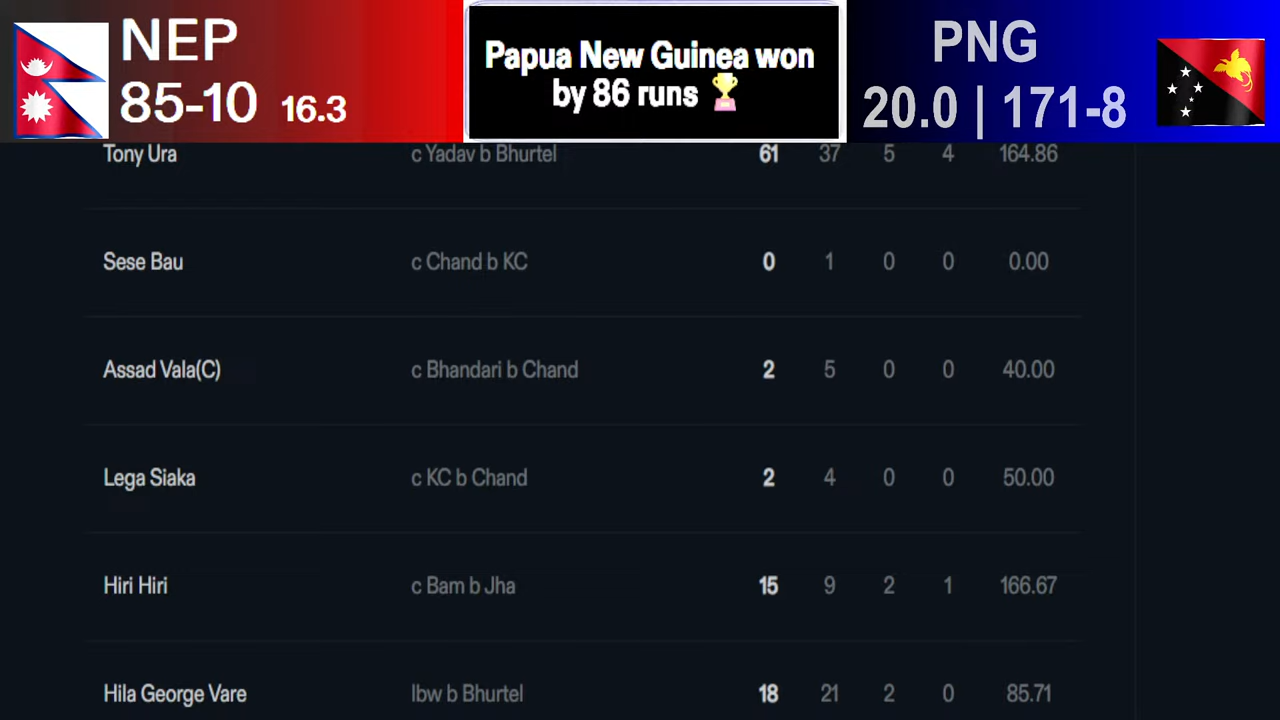 NEP
85-10 16.3
Papua New Guinea won
by 86 runs 🏆
PNG
20.0 | 171-8
Tony Ura c Yadav b Bhurtel 61 37 5 4 164.86
Sese Bau c Chand b KC 0 1 0 0 0.00
Assad Vala(C) c Bhandari b Chand 2 5 0 0 40.00
Lega Siaka c KC b Chand 2 4 0 0 50.00
Hiri Hiri c Bam b Jha 15 9 2 1 166.67
Hila George Vare lbw b Bhurtel 18 21 2 0 85.71